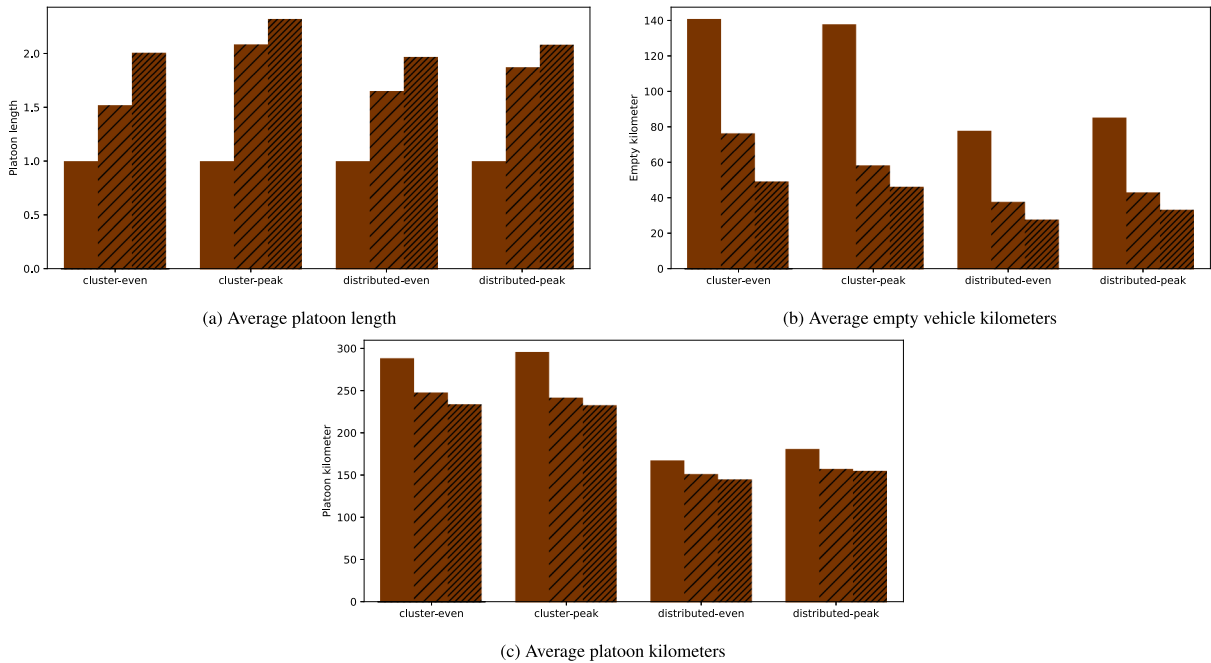 Platoon length
2.0
1.5
1.0
0.5
0.0
cluster-even cluster-peak distributed-even distributed-peak
(a) Average platoon length
Empty kilometer
140
120
100
80
60
40
20
0
cluster-even cluster-peak distributed-even distributed-peak
(b) Average empty vehicle kilometers
Platoon kilometer
300
250
200
150
100
50
0
cluster-even cluster-peak distributed-even distributed-peak
(c) Average platoon kilometers